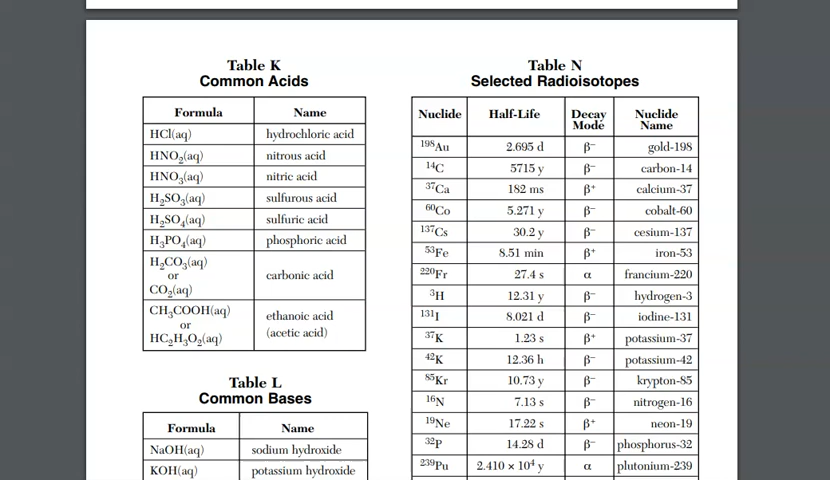 Table K
Common Acids
Formula Name
HCl(aq) hydrochloric acid
HNO₂(aq) nitrous acid
HNO₃(aq) nitric acid
H₂SO₃(aq) sulfurous acid
H₂SO₄(aq) sulfuric acid
H₃PO₄(aq) phosphoric acid
H₂CO₃(aq)
or
CO₂(aq)
carbonic acid
CH₃COOH(aq)
or
HC₂H₃O₂(aq)
ethanoic acid
(acetic acid)
Table L
Common Bases
Formula Name
NaOH(aq) sodium hydroxide
KOH(aq) potassium hydroxide
Table N
Selected Radioisotopes
Nuclide Half-Life Decay Mode Nuclide Name
¹⁹⁸Au 2.695 d β⁻ gold-198
¹⁴C 5715 y β⁻ carbon-14
³⁷Ca 182 ms β⁺ calcium-37
⁶⁰Co 5.271 y β⁻ cobalt-60
¹³⁷Cs 30.2 y β⁻ cesium-137
⁵³Fe 8.51 min β⁺ iron-53
²²⁰Fr 27.4 s α francium-220
³H 12.31 y β⁻ hydrogen-3
¹³¹I 8.021 d β⁻ iodine-131
³⁷K 1.23 s β⁺ potassium-37
⁴²K 12.36 h β⁻ potassium-42
⁸⁵Kr 10.73 y β⁻ krypton-85
¹⁶N 7.13 s β⁻ nitrogen-16
¹⁹Ne 17.22 s β⁺ neon-19
³²P 14.28 d β⁻ phosphorus-32
²³⁹Pu 2.410 × 10⁴ y α plutonium-239